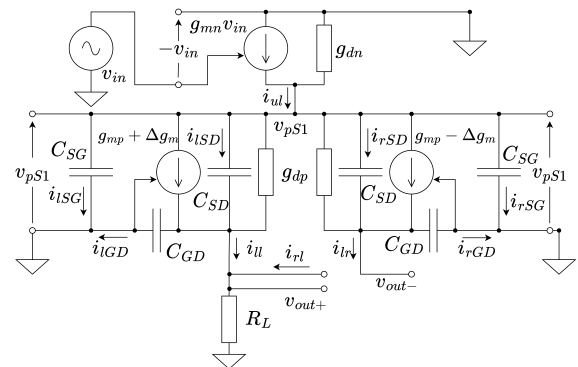 g_{mn}v_{in}
-v_{in}
g_{dn}
v_{in}
i_{ul}
v_{pS1}
g_{mp} + Δg_m
i_{lSD}
i_{rSD}
g_{mp} - Δg_m
C_{SG}
C_{SG}
v_{pS1}
g_{dp}
v_{pS1}
i_{lSG}
C_{SD}
C_{SD}
i_{rSG}
i_{lGD}
C_{GD}
i_{ll}
i_{lr}
C_{GD}
i_{rGD}
i_{rl}
v_{out+}
v_{out-}
R_L